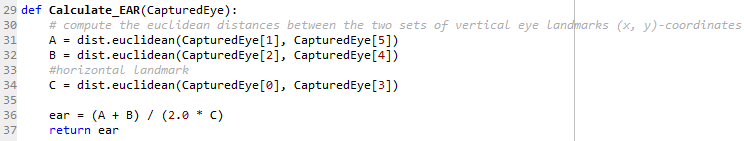 29 def Calculate_EAR(CapturedEye):
30     # compute the euclidean distances between the two sets of vertical eye landmarks (x, y)-coordinates
31     A = dist.euclidean(CapturedEye[1], CapturedEye[5])
32     B = dist.euclidean(CapturedEye[2], CapturedEye[4])
33     #horizontal landmark
34     C = dist.euclidean(CapturedEye[0], CapturedEye[3])
35
36     ear = (A + B) / (2.0 * C)
37     return ear